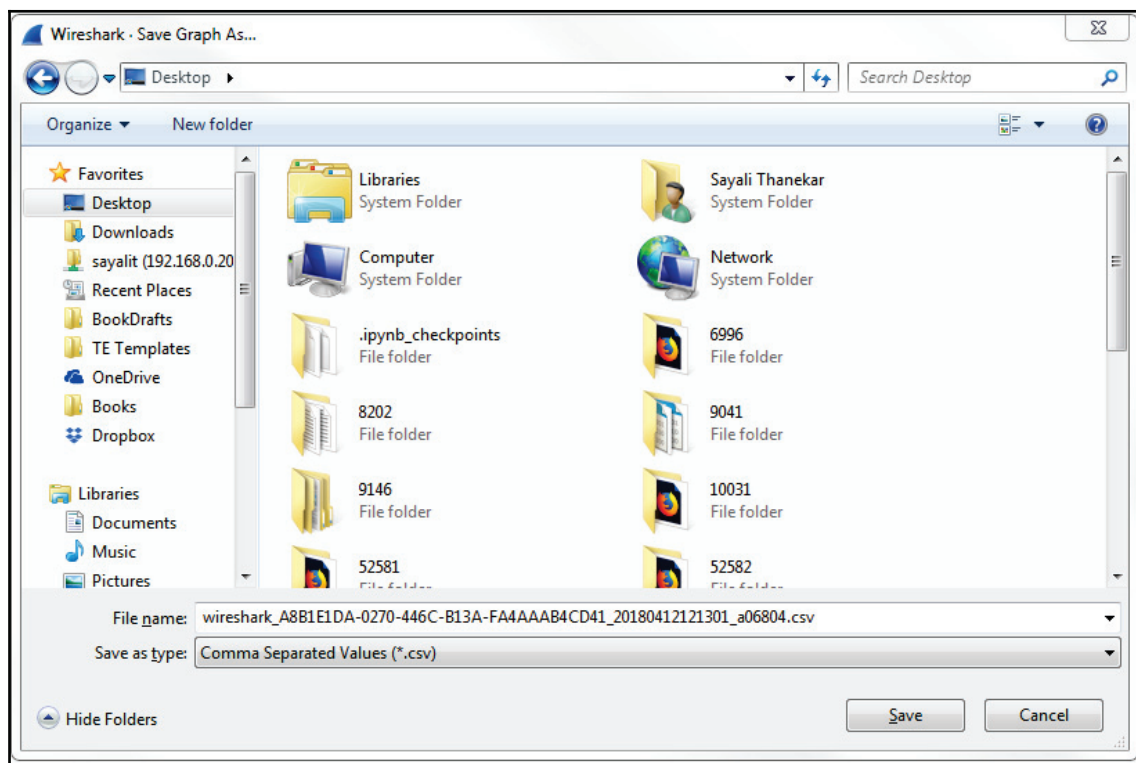 Wireshark · Save Graph As...
Desktop
Search Desktop
Organize
New folder
Favorites
Desktop
Downloads
sayalit (192.168.0.20
Recent Places
BookDrafts
TE Templates
OneDrive
Books
Dropbox
Libraries
Documents
Music
Pictures
Libraries
System Folder
Sayali Thanekar
System Folder
Computer
System Folder
Network
System Folder
.ipynb_checkpoints
File folder
6996
File folder
8202
File folder
9041
File folder
9146
File folder
10031
File folder
52581
File folder
52582
File folder
File name: wireshark_A8B1E1DA-0270-446C-B13A-FA4AAAB4CD41_20180412121301_a06804.csv
Save as type: Comma Separated Values (*.csv)
Hide Folders
Save
Cancel